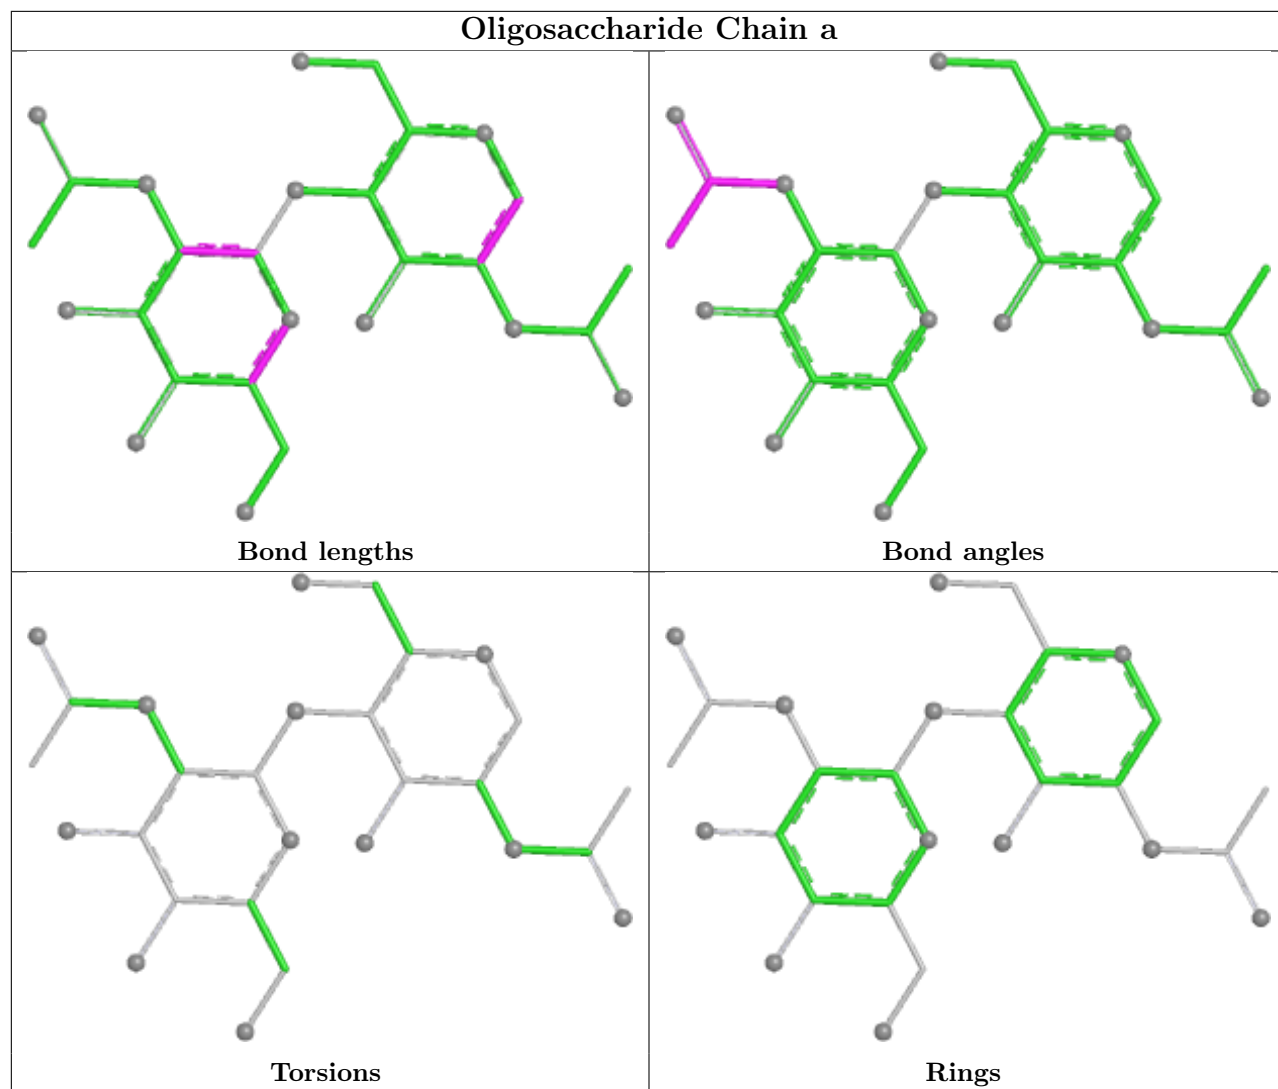 Oligosaccharide Chain a
Bond lengths
Bond angles
Torsions
Rings